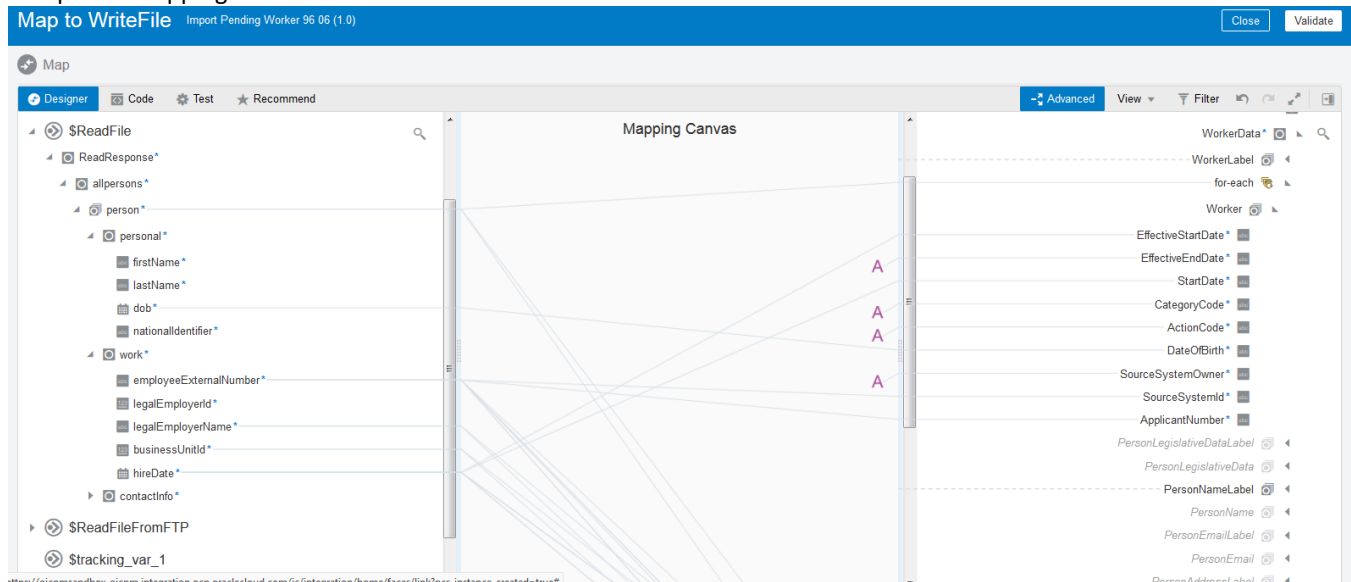 Map to WriteFile Import Pending Worker 96 06 (1.0) Close Validate
Map
Designer Code Test Recommend Advanced View Filter
$ReadFile
ReadResponse*
allpersons*
person*
personal*
firstName*
lastName*
dob*
nationalIdentifier*
work*
employeeExternalNumber*
legalEmployerId*
legalEmployerName*
businessUnitId*
hireDate*
contactInfo*
$ReadFileFromFTP
$tracking_var_1
Mapping Canvas
A
A
A
A
WorkerData*
WorkerLabel
for-each
Worker
EffectiveStartDate*
EffectiveEndDate*
StartDate*
CategoryCode*
ActionCode*
DateOfBirth*
SourceSystemOwner*
SourceSystemId*
ApplicantNumber*
PersonLegislativeDataLabel
PersonLegislativeData
PersonNameLabel
PersonName
PersonEmailLabel
PersonEmail
PersonAddressLabel